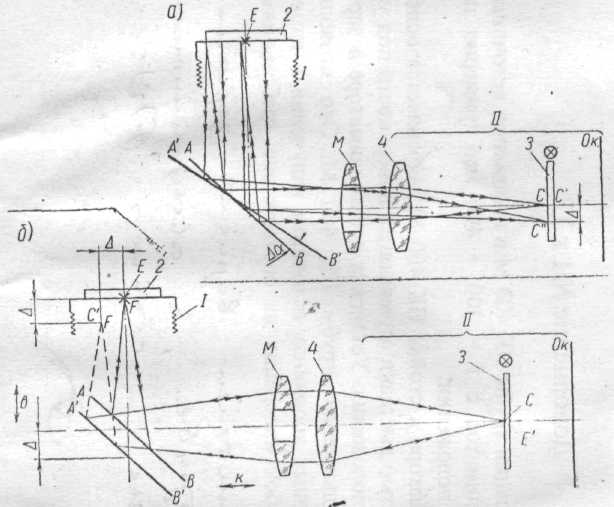 а)
E 2
I
A' A
M 4 II
3 Ок
C C'
C"
Δ
Δα
B B'
б)
Δ E 2
Δ C' F F I
II
M 4 3 Ок
A' A
в
C
Δ E'
B
B' к